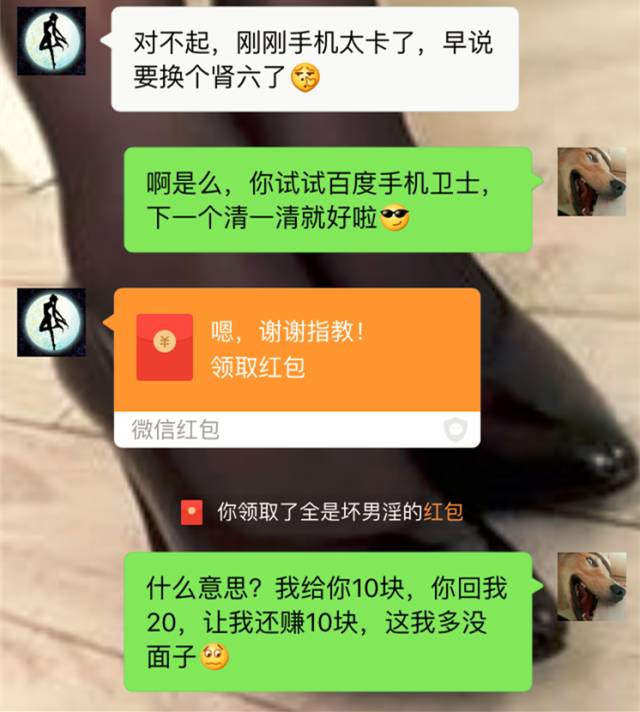 对不起，刚刚手机太卡了，早说
要换个肾六了
啊是么，你试试百度手机卫士，
下一个清一清就好啦
嗯，谢谢指教！
领取红包
微信红包
你领取了全是坏男淫的红包
什么意思？我给你10块，你回我
20，让我还赚10块，这我多没
面子